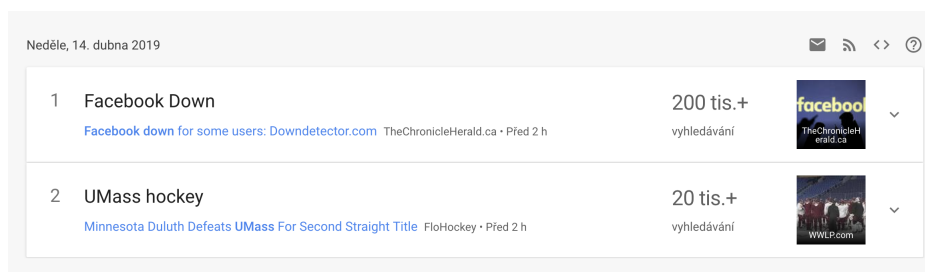 Neděle, 14. dubna 2019
1
Facebook Down
200 tis.+
Facebook down for some users: Downdetector.com TheChronicleHerald.ca • Před 2 h
vyhledávání
facebool
TheChronicleH
erald.ca
2
UMass hockey
20 tis.+
Minnesota Duluth Defeats UMass For Second Straight Title FloHockey • Před 2 h
vyhledávání
WWLP.com